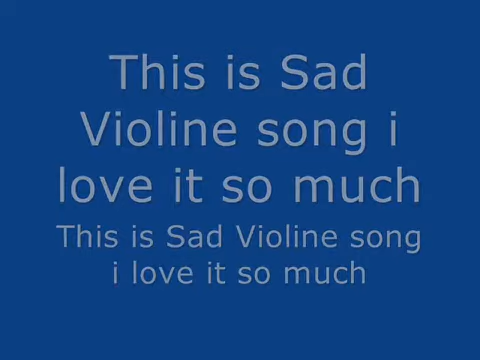 This is Sad
Violine song i
love it so much
This is Sad Violine song
i love it so much